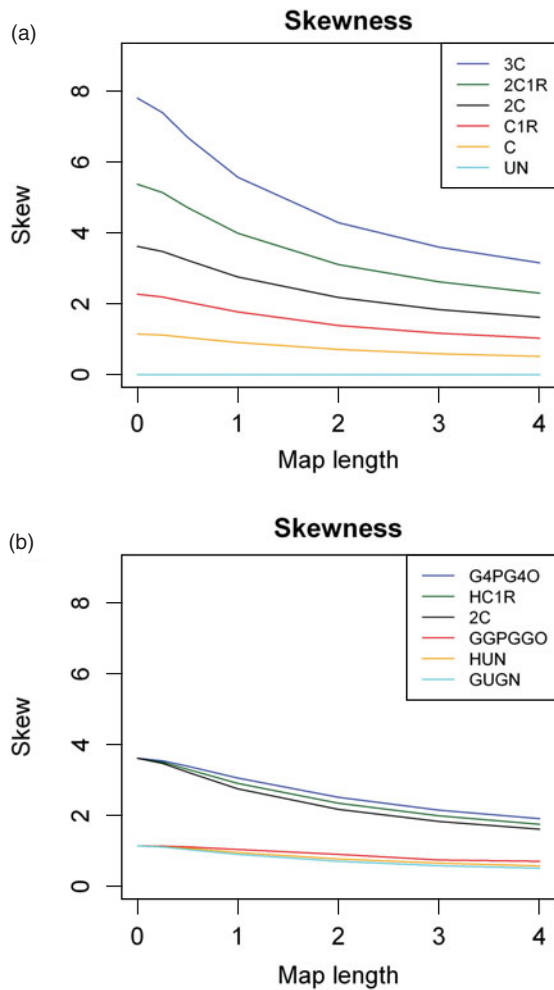 (a)
Skewness
3C
2C1R
2C
C1R
C
UN
Skew
8
6
4
2
0
0 1 2 3 4
Map length
(b)
Skewness
G4PG4O
HC1R
2C
GGPGGO
HUN
GUGN
Skew
8
6
4
2
0
0 1 2 3 4
Map length